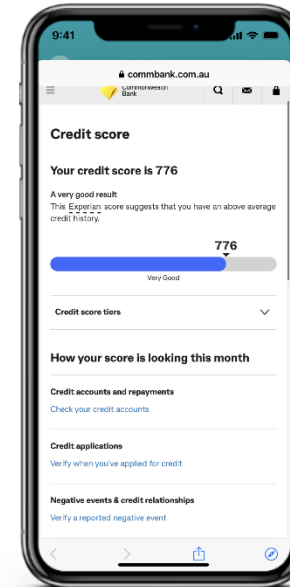 9:41
commbank.com.au
Commonwealth
Bank
Credit score
Your credit score is 776
A very good result
This Experian score suggests that you have an above average
credit history.
776
Very Good
Credit score tiers
How your score is looking this month
Credit accounts and repayments
Check your credit accounts
Credit applications
Verify when you've applied for credit
Negative events & credit relationships
Verify a reported negative event